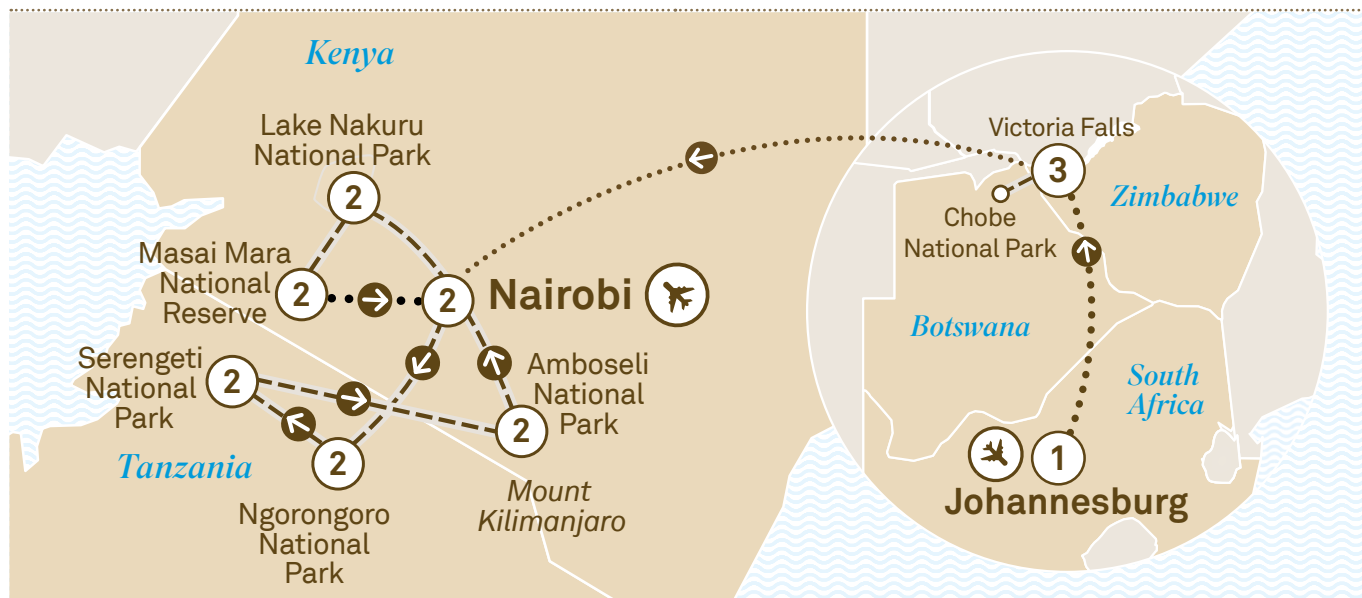 Kenya
Lake Nakuru
National Park
2
Masai Mara
National
Reserve
2
2
Nairobi
Serengeti
National
Park
2
Amboseli
National
Park
2
Tanzania
2
Ngorongoro
National
Park
Mount
Kilimanjaro
Victoria Falls
3
Chobe
National Park
Zimbabwe
Botswana
South
Africa
1
Johannesburg